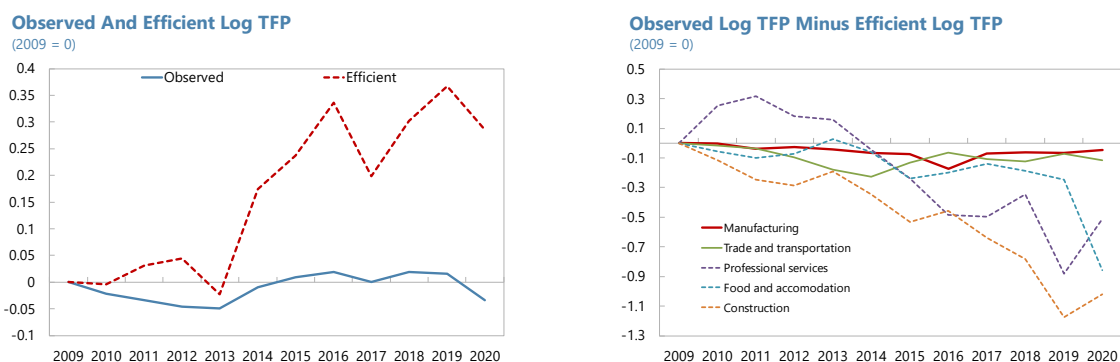 Observed And Efficient Log TFP
(2009 = 0)
0.4
0.35
0.3
0.25
0.2
0.15
0.1
0.05
0
-0.05
-0.1
Observed
Efficient
2009 2010 2011 2012 2013 2014 2015 2016 2017 2018 2019 2020
Observed Log TFP Minus Efficient Log TFP
(2009 = 0)
0.5
0.3
0.1
-0.1
-0.3
-0.5
-0.7
-0.9
-1.1
-1.3
Manufacturing
Trade and transportation
Professional services
Food and accomodation
Construction
2009 2010 2011 2012 2013 2014 2015 2016 2017 2018 2019 2020